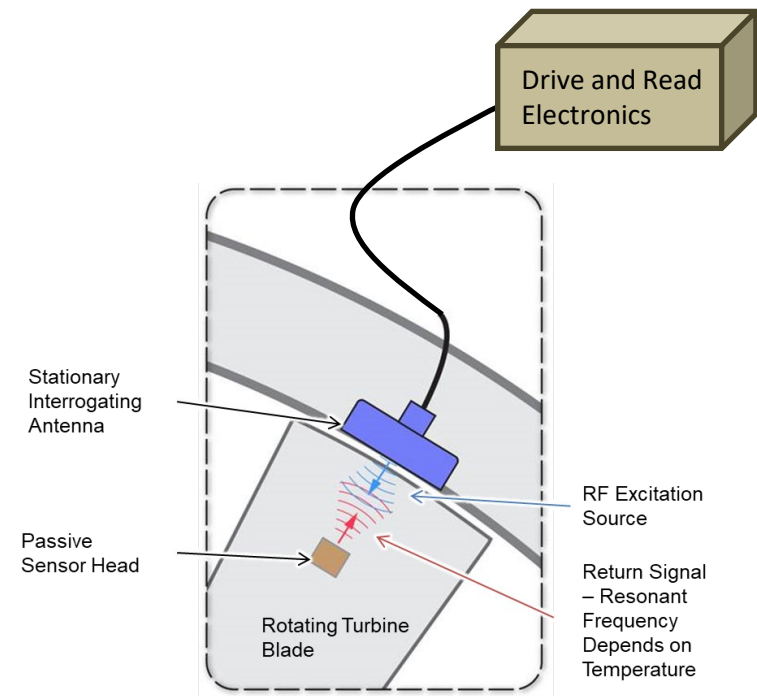 Drive and Read
Electronics
Stationary
Interrogating
Antenna
RF Excitation
Source
Passive
Sensor Head
Return Signal
– Resonant
Frequency
Depends on
Temperature
Rotating Turbine
Blade